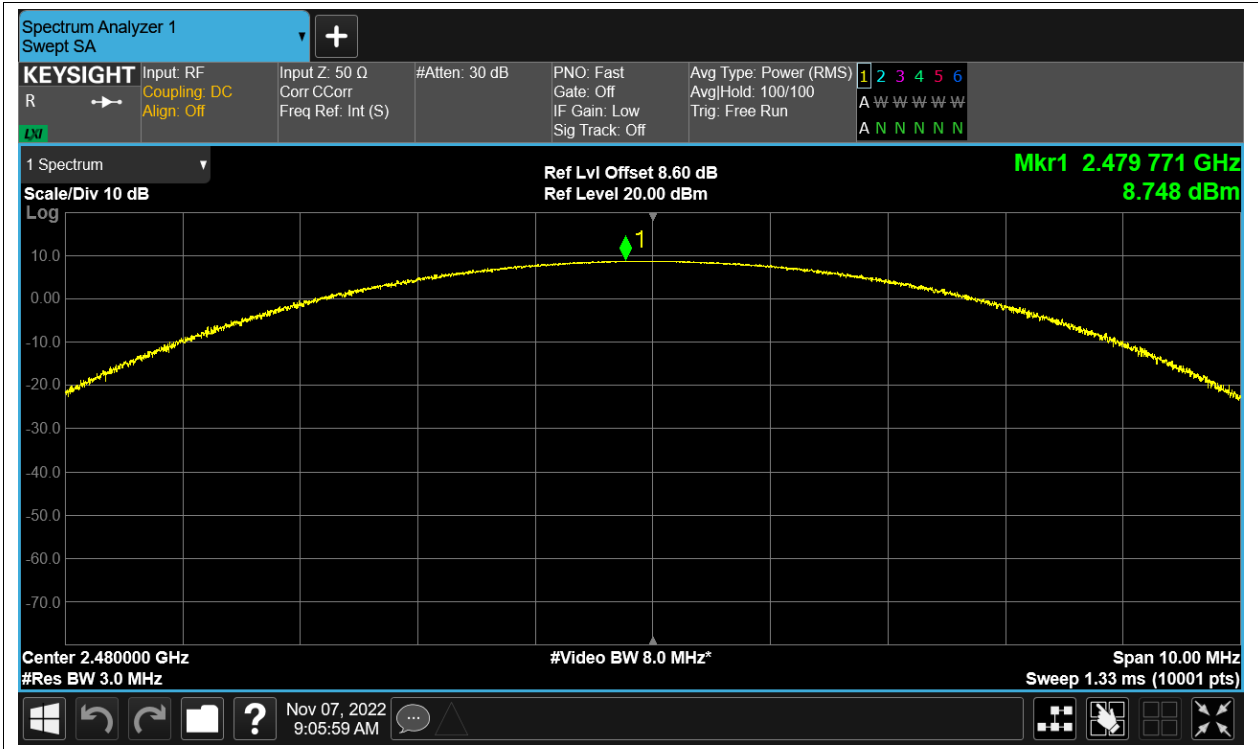 Spectrum Analyzer 1
Swept SA
KEYSIGHT
R
LXI
Input: RF
Coupling: DC
Align: Off
Input Z: 50 Ω
Corr CCorr
Freq Ref: Int (S)
#Atten: 30 dB
PNO: Fast
Gate: Off
IF Gain: Low
Sig Track: Off
Avg Type: Power (RMS)
Avg|Hold: 100/100
Trig: Free Run
1 2 3 4 5 6
A W W W W W
A N N N N N
1 Spectrum
Scale/Div 10 dB
Ref Lvl Offset 8.60 dB
Ref Level 20.00 dBm
Mkr1 2.479 771 GHz
8.748 dBm
Log
1
10.0
0.00
-10.0
-20.0
-30.0
-40.0
-50.0
-60.0
-70.0
Center 2.480000 GHz
#Res BW 3.0 MHz
#Video BW 8.0 MHz*
Span 10.00 MHz
Sweep 1.33 ms (10001 pts)
?
Nov 07, 2022
9:05:59 AM